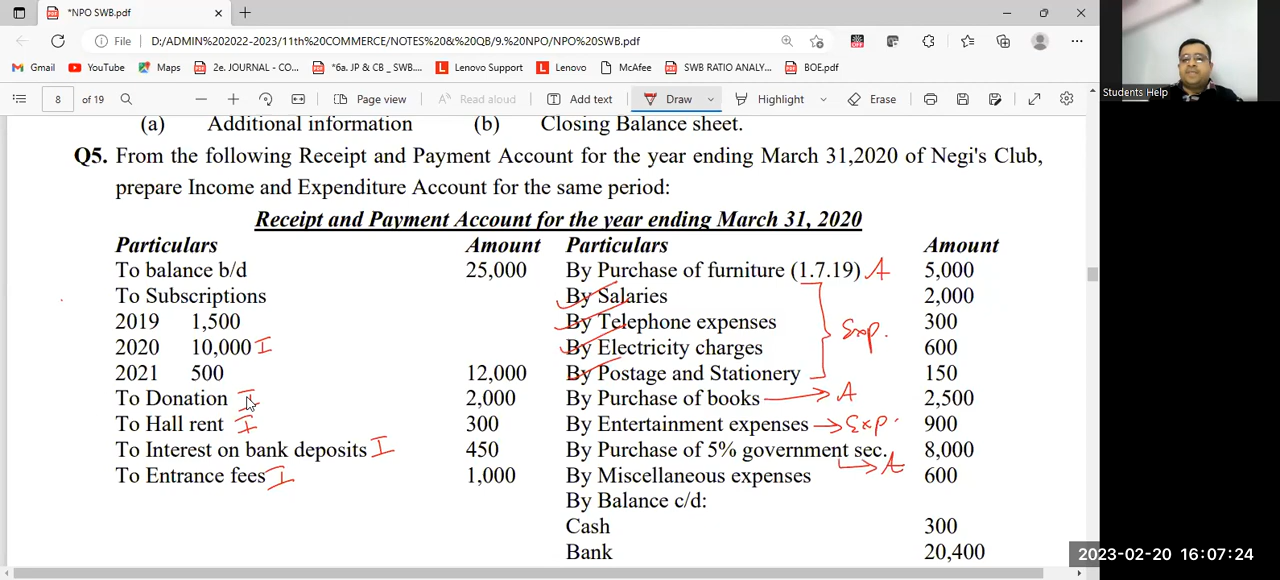 *NPO SWB.pdf
File D:/ADMIN%202022-2023/11th%20COMMERCE/NOTES%20&%20QB/9.%20NPO/NPO%20SWB.pdf
Gmail YouTube Maps 2e. JOURNAL - CO... *6a. JP & CB _ SWB.... Lenovo Support Lenovo McAfee SWB RATIO ANALY... BOE.pdf
8 of 19 Page view Read aloud Add text Draw Highlight Erase
Students Help
(a) Additional information (b) Closing Balance sheet.
Q5. From the following Receipt and Payment Account for the year ending March 31,2020 of Negi's Club,
prepare Income and Expenditure Account for the same period:
Receipt and Payment Account for the year ending March 31, 2020
Particulars Amount Particulars Amount
To balance b/d 25,000 By Purchase of furniture (1.7.19) A 5,000
To Subscriptions By Salaries 2,000
2019 1,500 By Telephone expenses Exp. 300
2020 10,000 I By Electricity charges 600
2021 500 12,000 By Postage and Stationery 150
To Donation I 2,000 By Purchase of books A 2,500
To Hall rent I 300 By Entertainment expenses Exp. 900
To Interest on bank deposits I 450 By Purchase of 5% government sec. A 8,000
To Entrance fees I 1,000 By Miscellaneous expenses 600
By Balance c/d:
Cash 300
Bank 20,400
2023-02-20 16:07:24